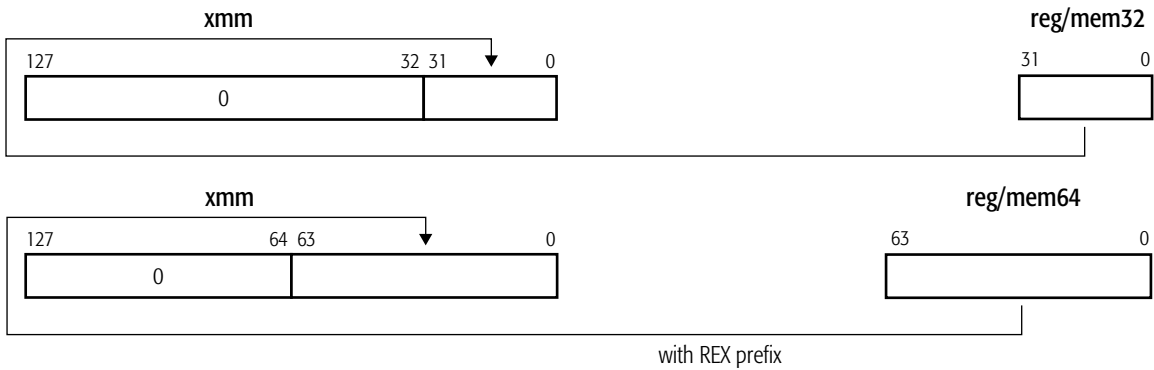 xmm reg/mem32
127 32 31 0 31 0
0
xmm reg/mem64
127 64 63 0 63 0
0
with REX prefix